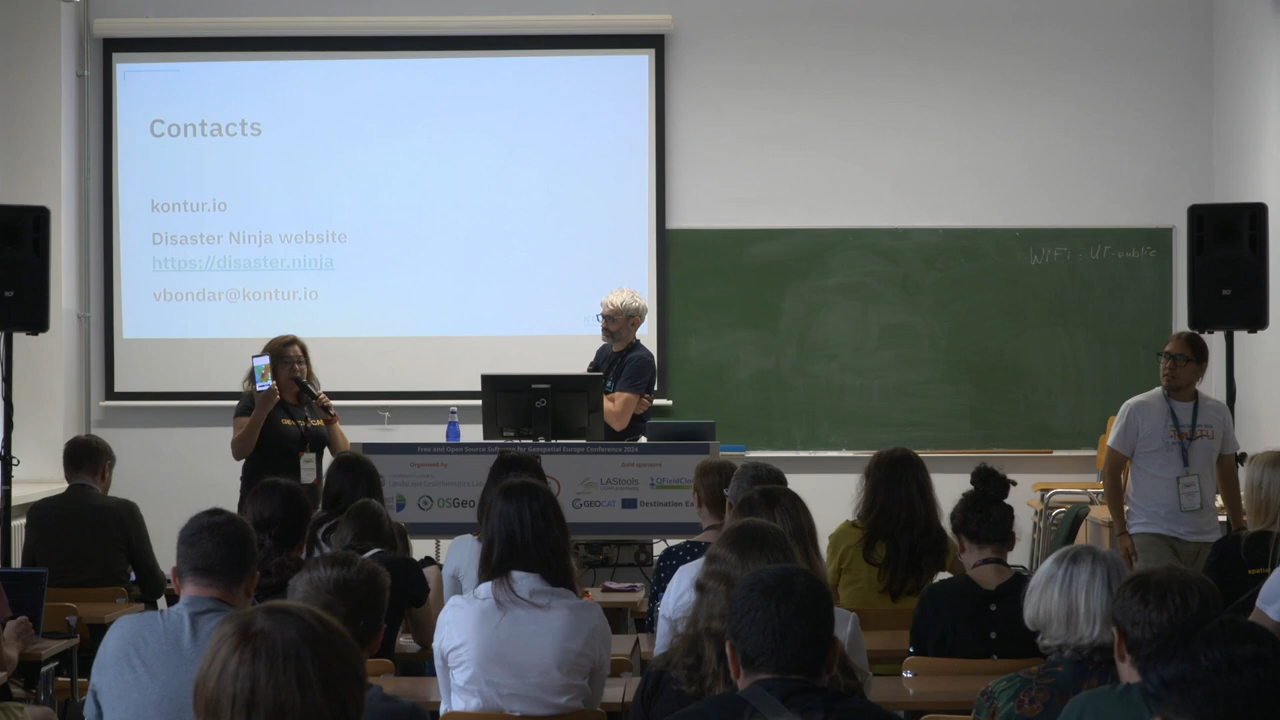 Contacts
kontur.io
Disaster Ninja website
https://disaster.ninja
vbondar@kontur.io
WiFi: UT-public
Free and Open Source Software for Geospatial Europe Conference 2024
Organised by
Gold sponsors
LAStools
OSGeo
GEOCAT